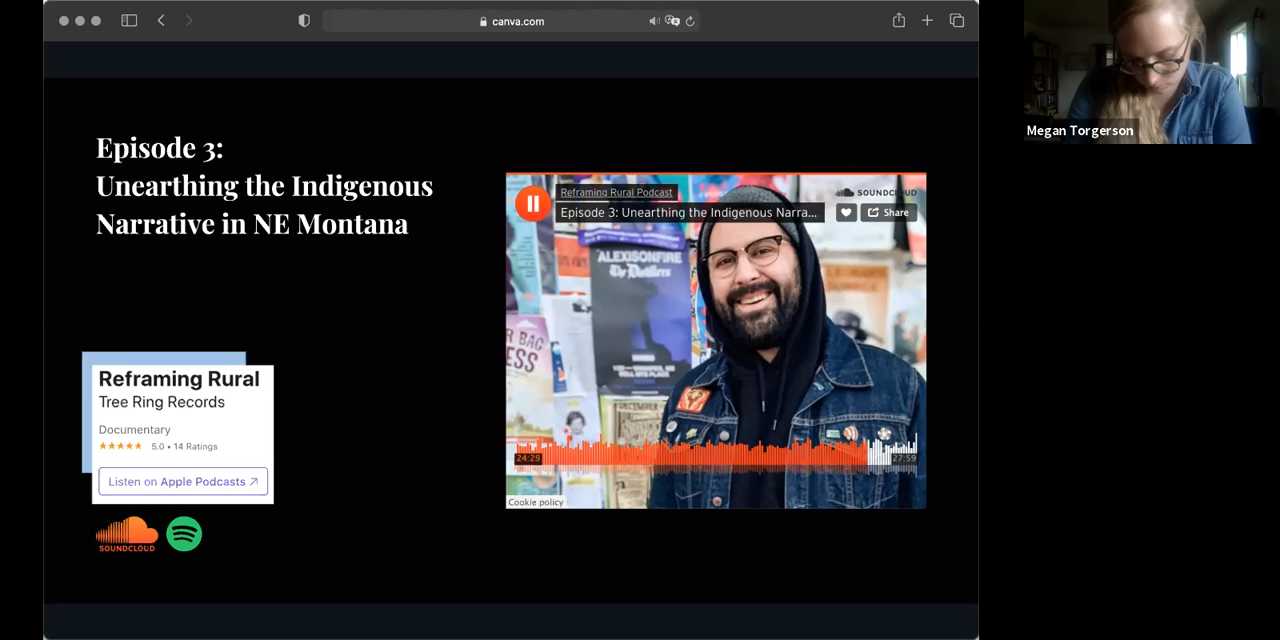 canva.com
Episode 3:
Unearthing the Indigenous
Narrative in NE Montana
Reframing Rural Podcast
Episode 3: Unearthing the Indigenous Narra...
SOUNDCLOUD
Share
ALEXISONFIRE
The Distillers
DECEMBER
24:29
27:59
Cookie policy
Reframing Rural
Tree Ring Records
Documentary
5.0 • 14 Ratings
Listen on Apple Podcasts ↗
SOUNDCLOUD
Megan Torgerson